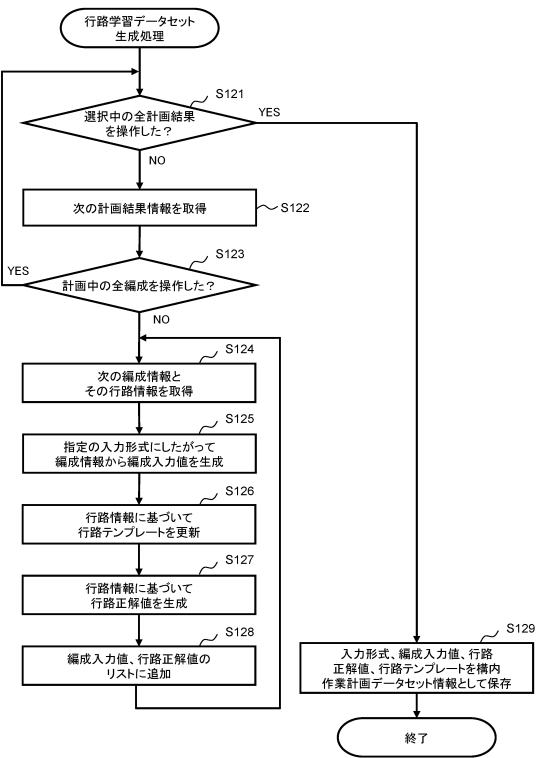 行路学習データセット
生成処理
S121
選択中の全計画結果
を操作した？
YES
NO
次の計画結果情報を取得
S122
S123
YES
計画中の全編成を操作した？
NO
S124
次の編成情報と
その行路情報を取得
S125
指定の入力形式にしたがって
編成情報から編成入力値を生成
S126
行路情報に基づいて
行路テンプレートを更新
S127
行路情報に基づいて
行路正解値を生成
S128
編成入力値、行路正解値の
リストに追加
S129
入力形式、編成入力値、行路
正解値、行路テンプレートを構内
作業計画データセット情報として保存
終了